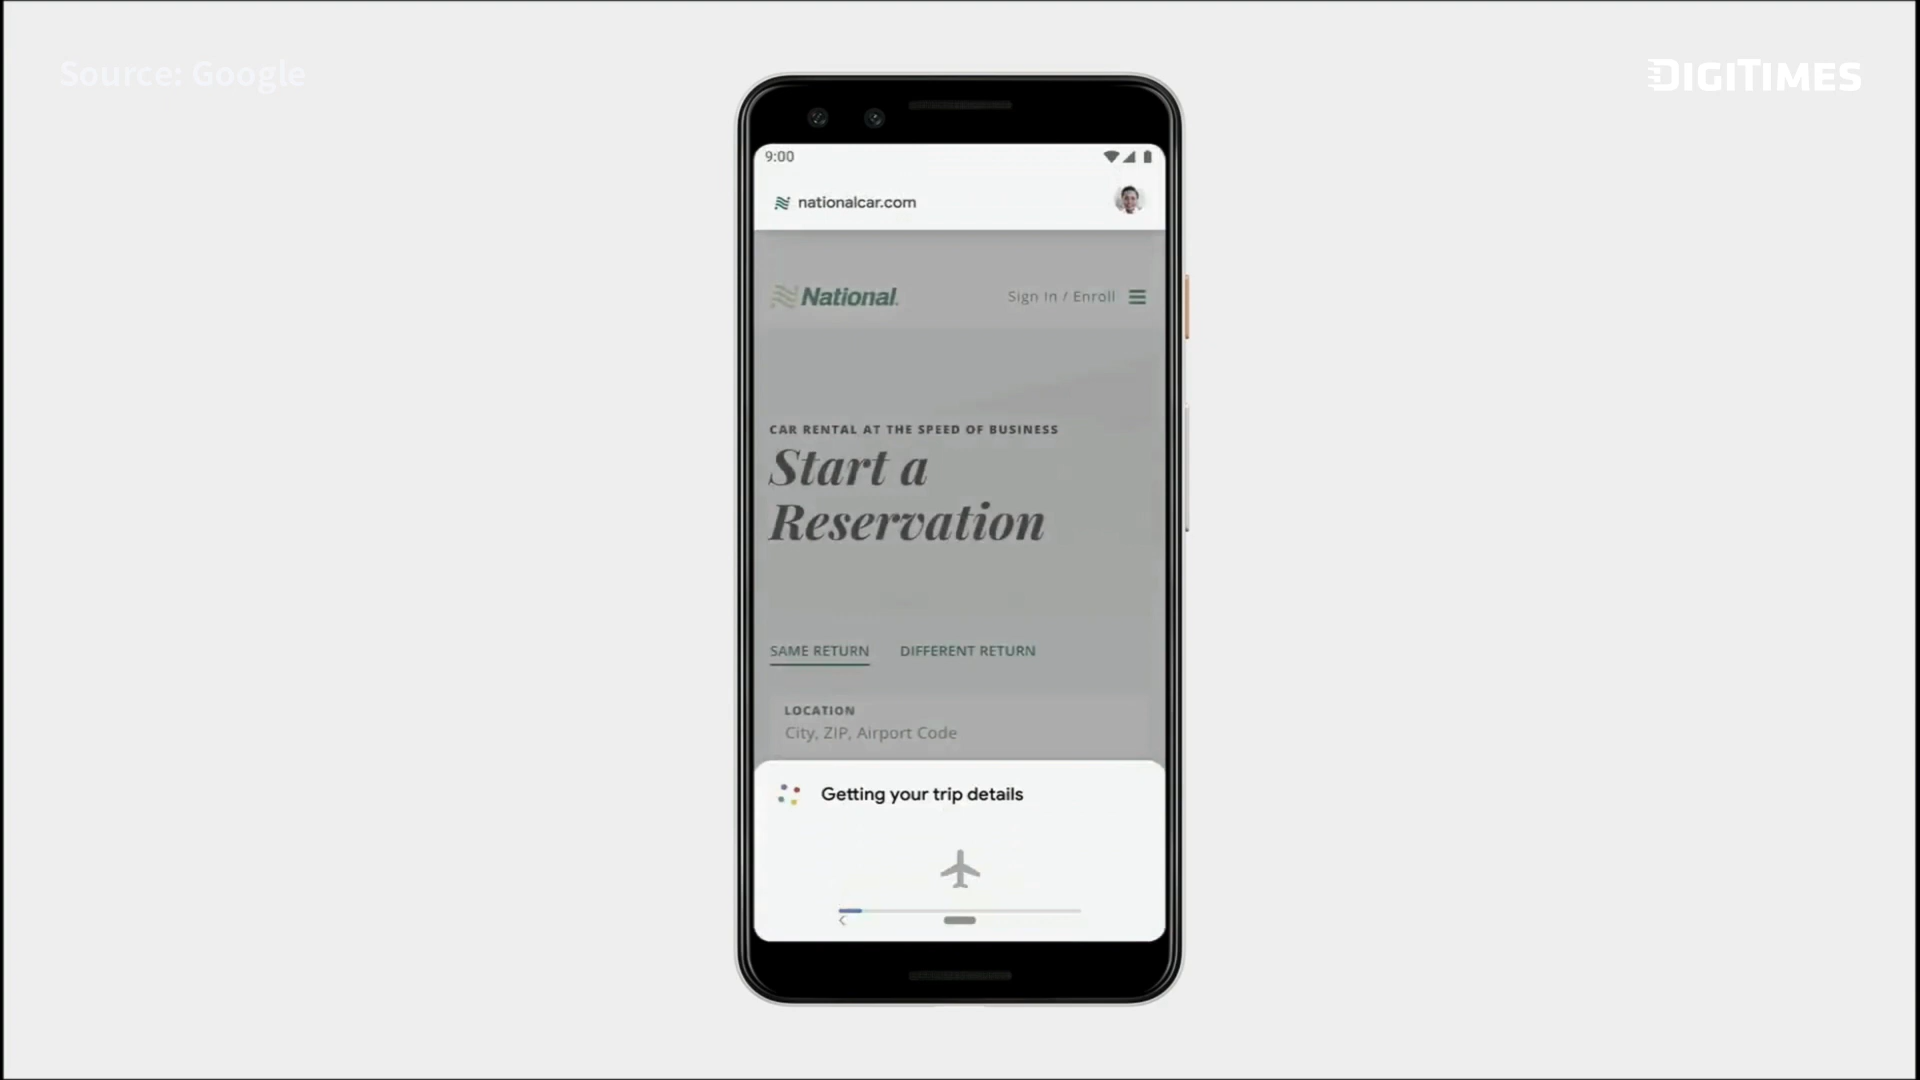 Source: Google
DIGITIMES
9:00
nationalcar.com
National.
Sign In / Enroll
CAR RENTAL AT THE SPEED OF BUSINESS
Start a
Reservation
SAME RETURN
DIFFERENT RETURN
LOCATION
City, ZIP, Airport Code
Getting your trip details